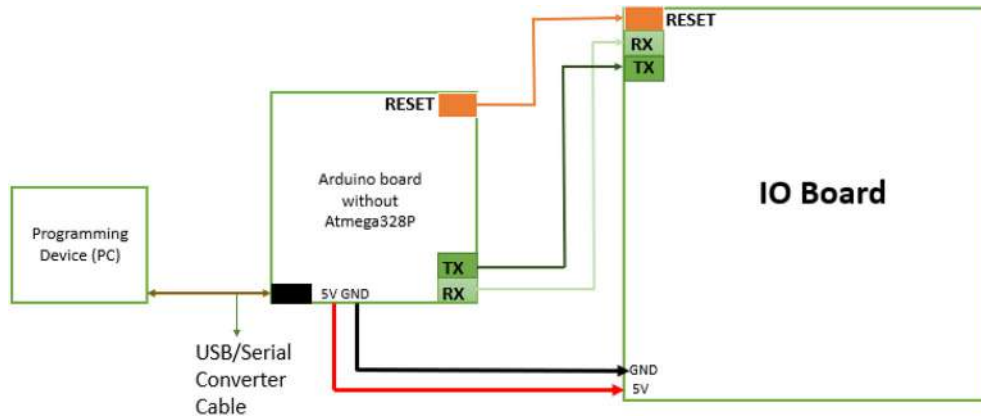 RESET
RX
TX
RESET
Arduino board
without
Atmega328P
IO Board
Programming
Device (PC)
TX
RX
5V GND
USB/Serial
Converter
Cable
GND
5V